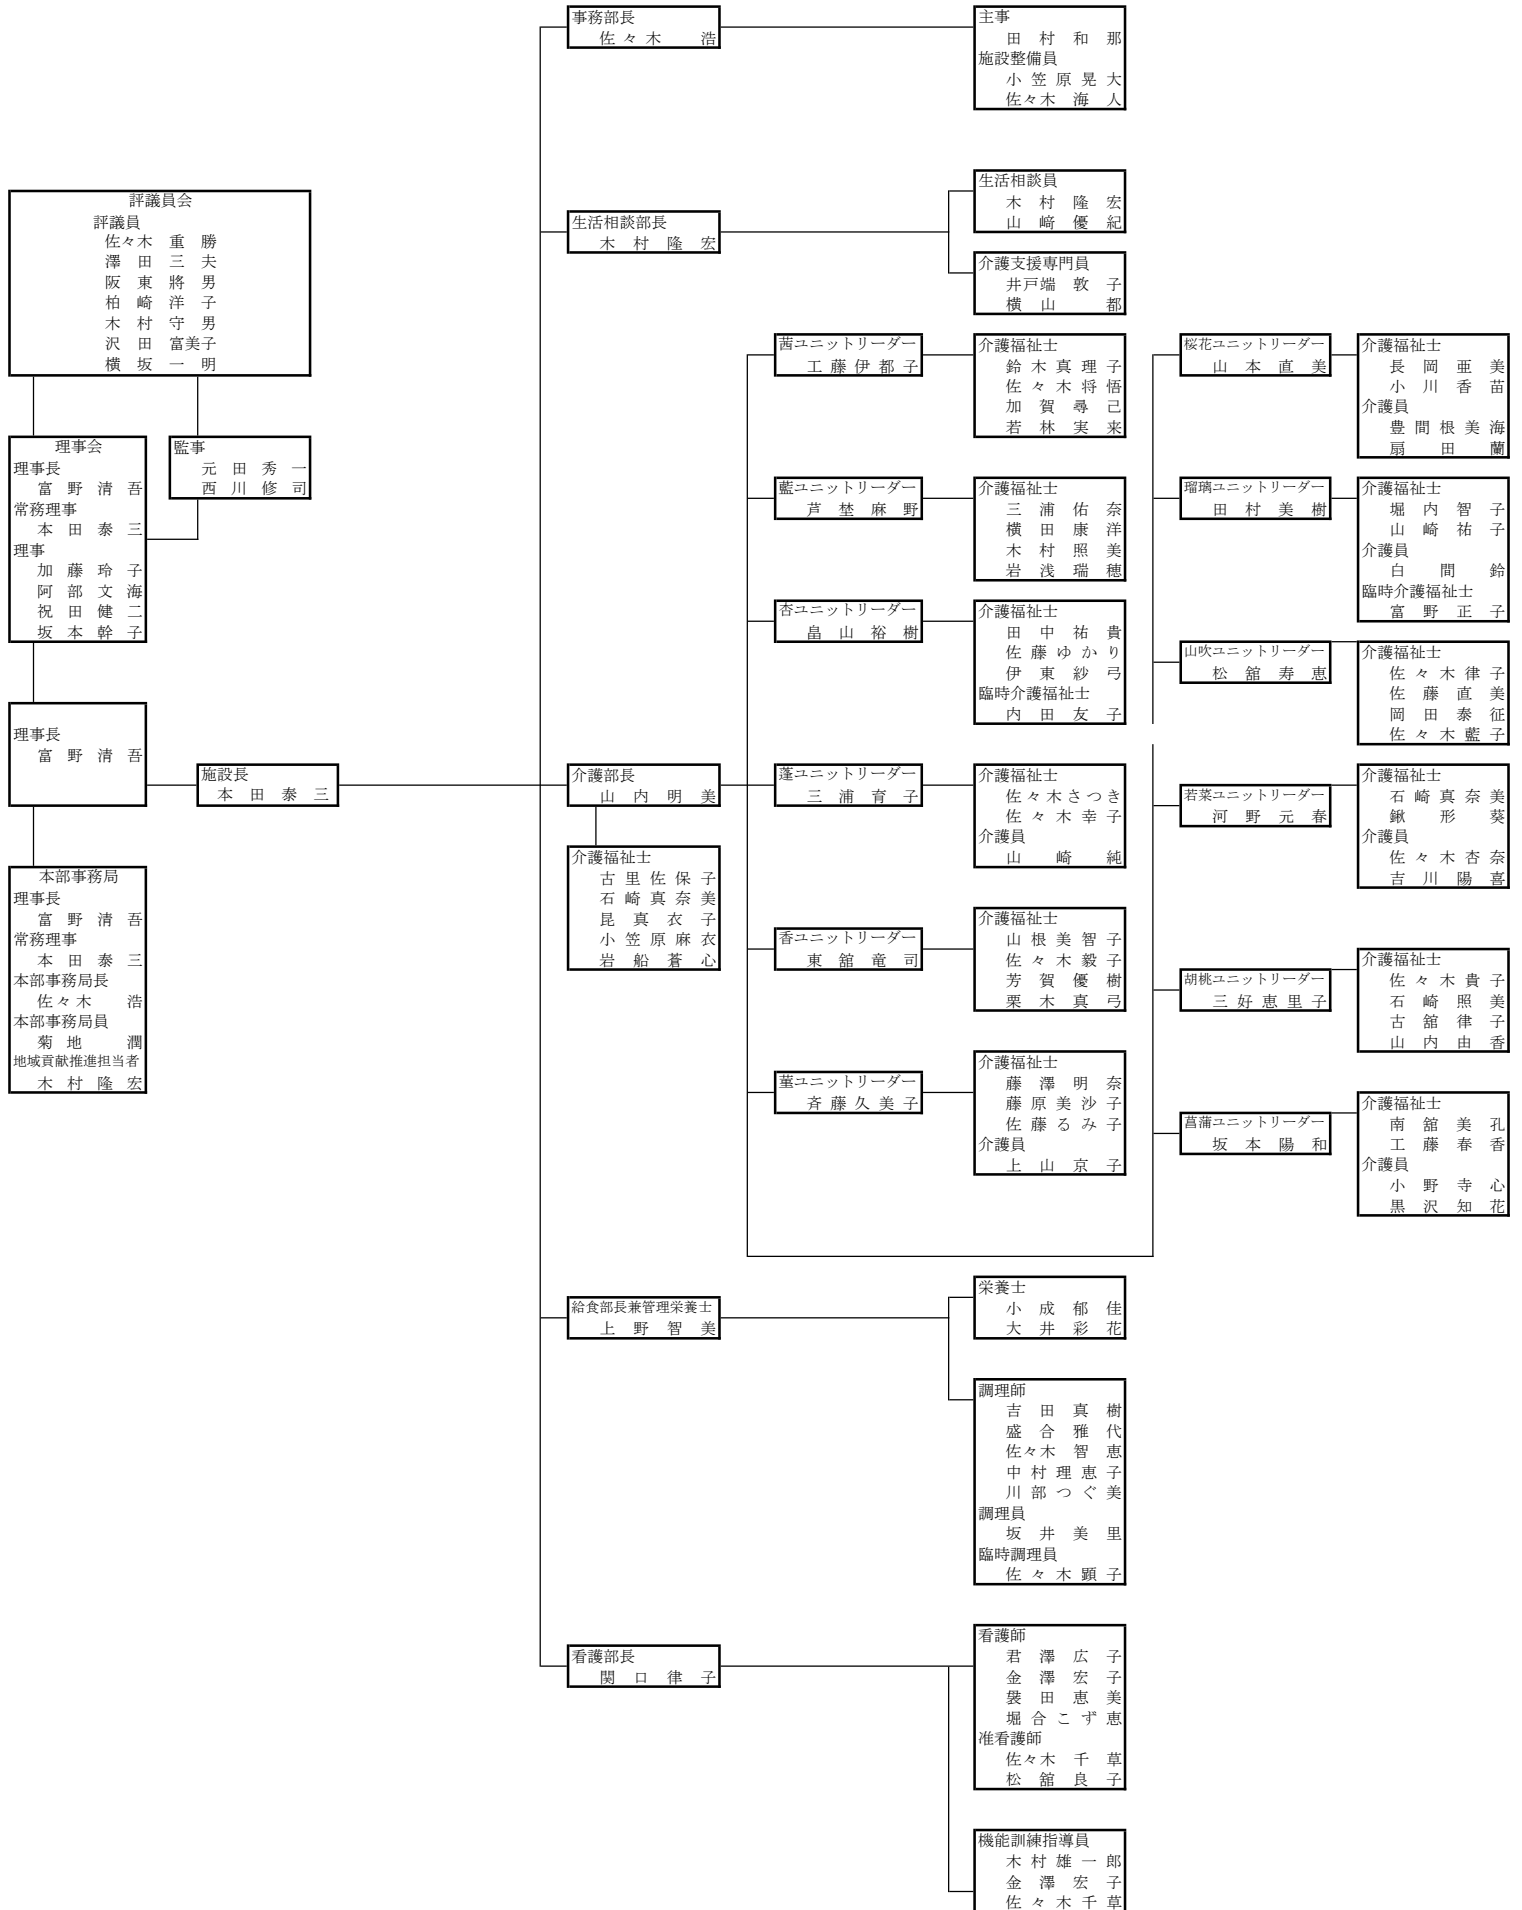 評議員会
評議員
佐々木 重 勝
澤 田 三 夫
阪 東 將 男
柏 崎 洋 子
木 村 守 男
沢 田 富美子
横 坂 一 明
理事会
理事長
富 野 清 吾
常務理事
本 田 泰 三
理事
加 藤 玲 子
阿 部 文 海
祝 田 健 二
坂 本 幹 子
監事
元 田 秀 一
西 川 修 司
理事長
富 野 清 吾
本部事務局
理事長
富 野 清 吾
常務理事
本 田 泰 三
本部事務局長
佐々木 浩
本部事務局員
菊 地 潤
地域貢献推進担当者
木 村 隆 宏
施設長
本 田 泰 三
事務部長
佐々木 浩
主事
田 村 和 那
施設整備員
小 笠 原 晃 大
佐々木 海 人
生活相談部長
木 村 隆 宏
生活相談員
木 村 隆 宏
山 﨑 優 紀
介護支援専門員
井戸端 敦 子
横 山 都
介護部長
山 内 明 美
介護福祉士
古 里 佐 保 子
石 崎 真 奈 美
昆 真 衣 子
小 笠 原 麻 衣
岩 船 蒼 心
茜ユニットリーダー
工 藤 伊 都 子
介護福祉士
鈴 木 真 理 子
佐 々 木 将 悟
加 賀 尋 己
若 林 実 来
藍ユニットリーダー
芦 埜 麻 野
介護福祉士
三 浦 佑 奈
横 田 康 洋
木 村 照 美
岩 浅 瑞 穂
杏ユニットリーダー
畠 山 裕 樹
介護福祉士
田 中 祐 貴
佐 藤 ゆ か り
伊 東 紗 弓
臨時介護福祉士
内 田 友 子
蓬ユニットリーダー
三 浦 育 子
介護福祉士
佐々木さつき
佐 々 木 幸 子
介護員
山 崎 純
香ユニットリーダー
東 舘 竜 司
介護福祉士
山 根 美 智 子
佐 々 木 毅 子
芳 賀 優 樹
栗 木 真 弓
菫ユニットリーダー
斉 藤 久 美 子
介護福祉士
藤 澤 明 奈
藤 原 美 沙 子
佐 藤 る み 子
介護員
上 山 京 子
桜花ユニットリーダー
山 本 直 美
介護福祉士
長 岡 亜 美
小 川 香 苗
介護員
豊 間 根 美 海
扇 田 蘭
瑠璃ユニットリーダー
田 村 美 樹
介護福祉士
堀 内 智 子
山 崎 祐 子
介護員
白 間 鈴
臨時介護福祉士
富 野 正 子
山吹ユニットリーダー
松 舘 寿 恵
介護福祉士
佐 々 木 律 子
佐 藤 直 美
岡 田 泰 征
佐 々 木 藍 子
若菜ユニットリーダー
河 野 元 春
介護福祉士
石 崎 真 奈 美
鍬 形 葵
介護員
佐 々 木 杏 奈
吉 川 陽 喜
胡桃ユニットリーダー
三 好 恵 里 子
介護福祉士
佐 々 木 貴 子
石 崎 照 美
古 舘 律 子
山 内 由 香
菖蒲ユニットリーダー
坂 本 陽 和
介護福祉士
南 舘 美 孔
工 藤 春 香
介護員
小 野 寺 心
黒 沢 知 花
給食部長兼管理栄養士
上 野 智 美
栄養士
小 成 郁 佳
大 井 彩 花
調理師
吉 田 真 樹
盛 合 雅 代
佐々木 智 恵
中 村 理 恵 子
川 部 つ ぐ 美
調理員
坂 井 美 里
臨時調理員
佐 々 木 顕 子
看護部長
関 口 律 子
看護師
君 澤 広 子
金 澤 宏 子
袰 田 恵 美
堀 合 こ ず 恵
准看護師
佐々木 千 草
松 舘 良 子
機能訓練指導員
木 村 雄 一 郎
金 澤 宏 子
佐 々 木 千 草